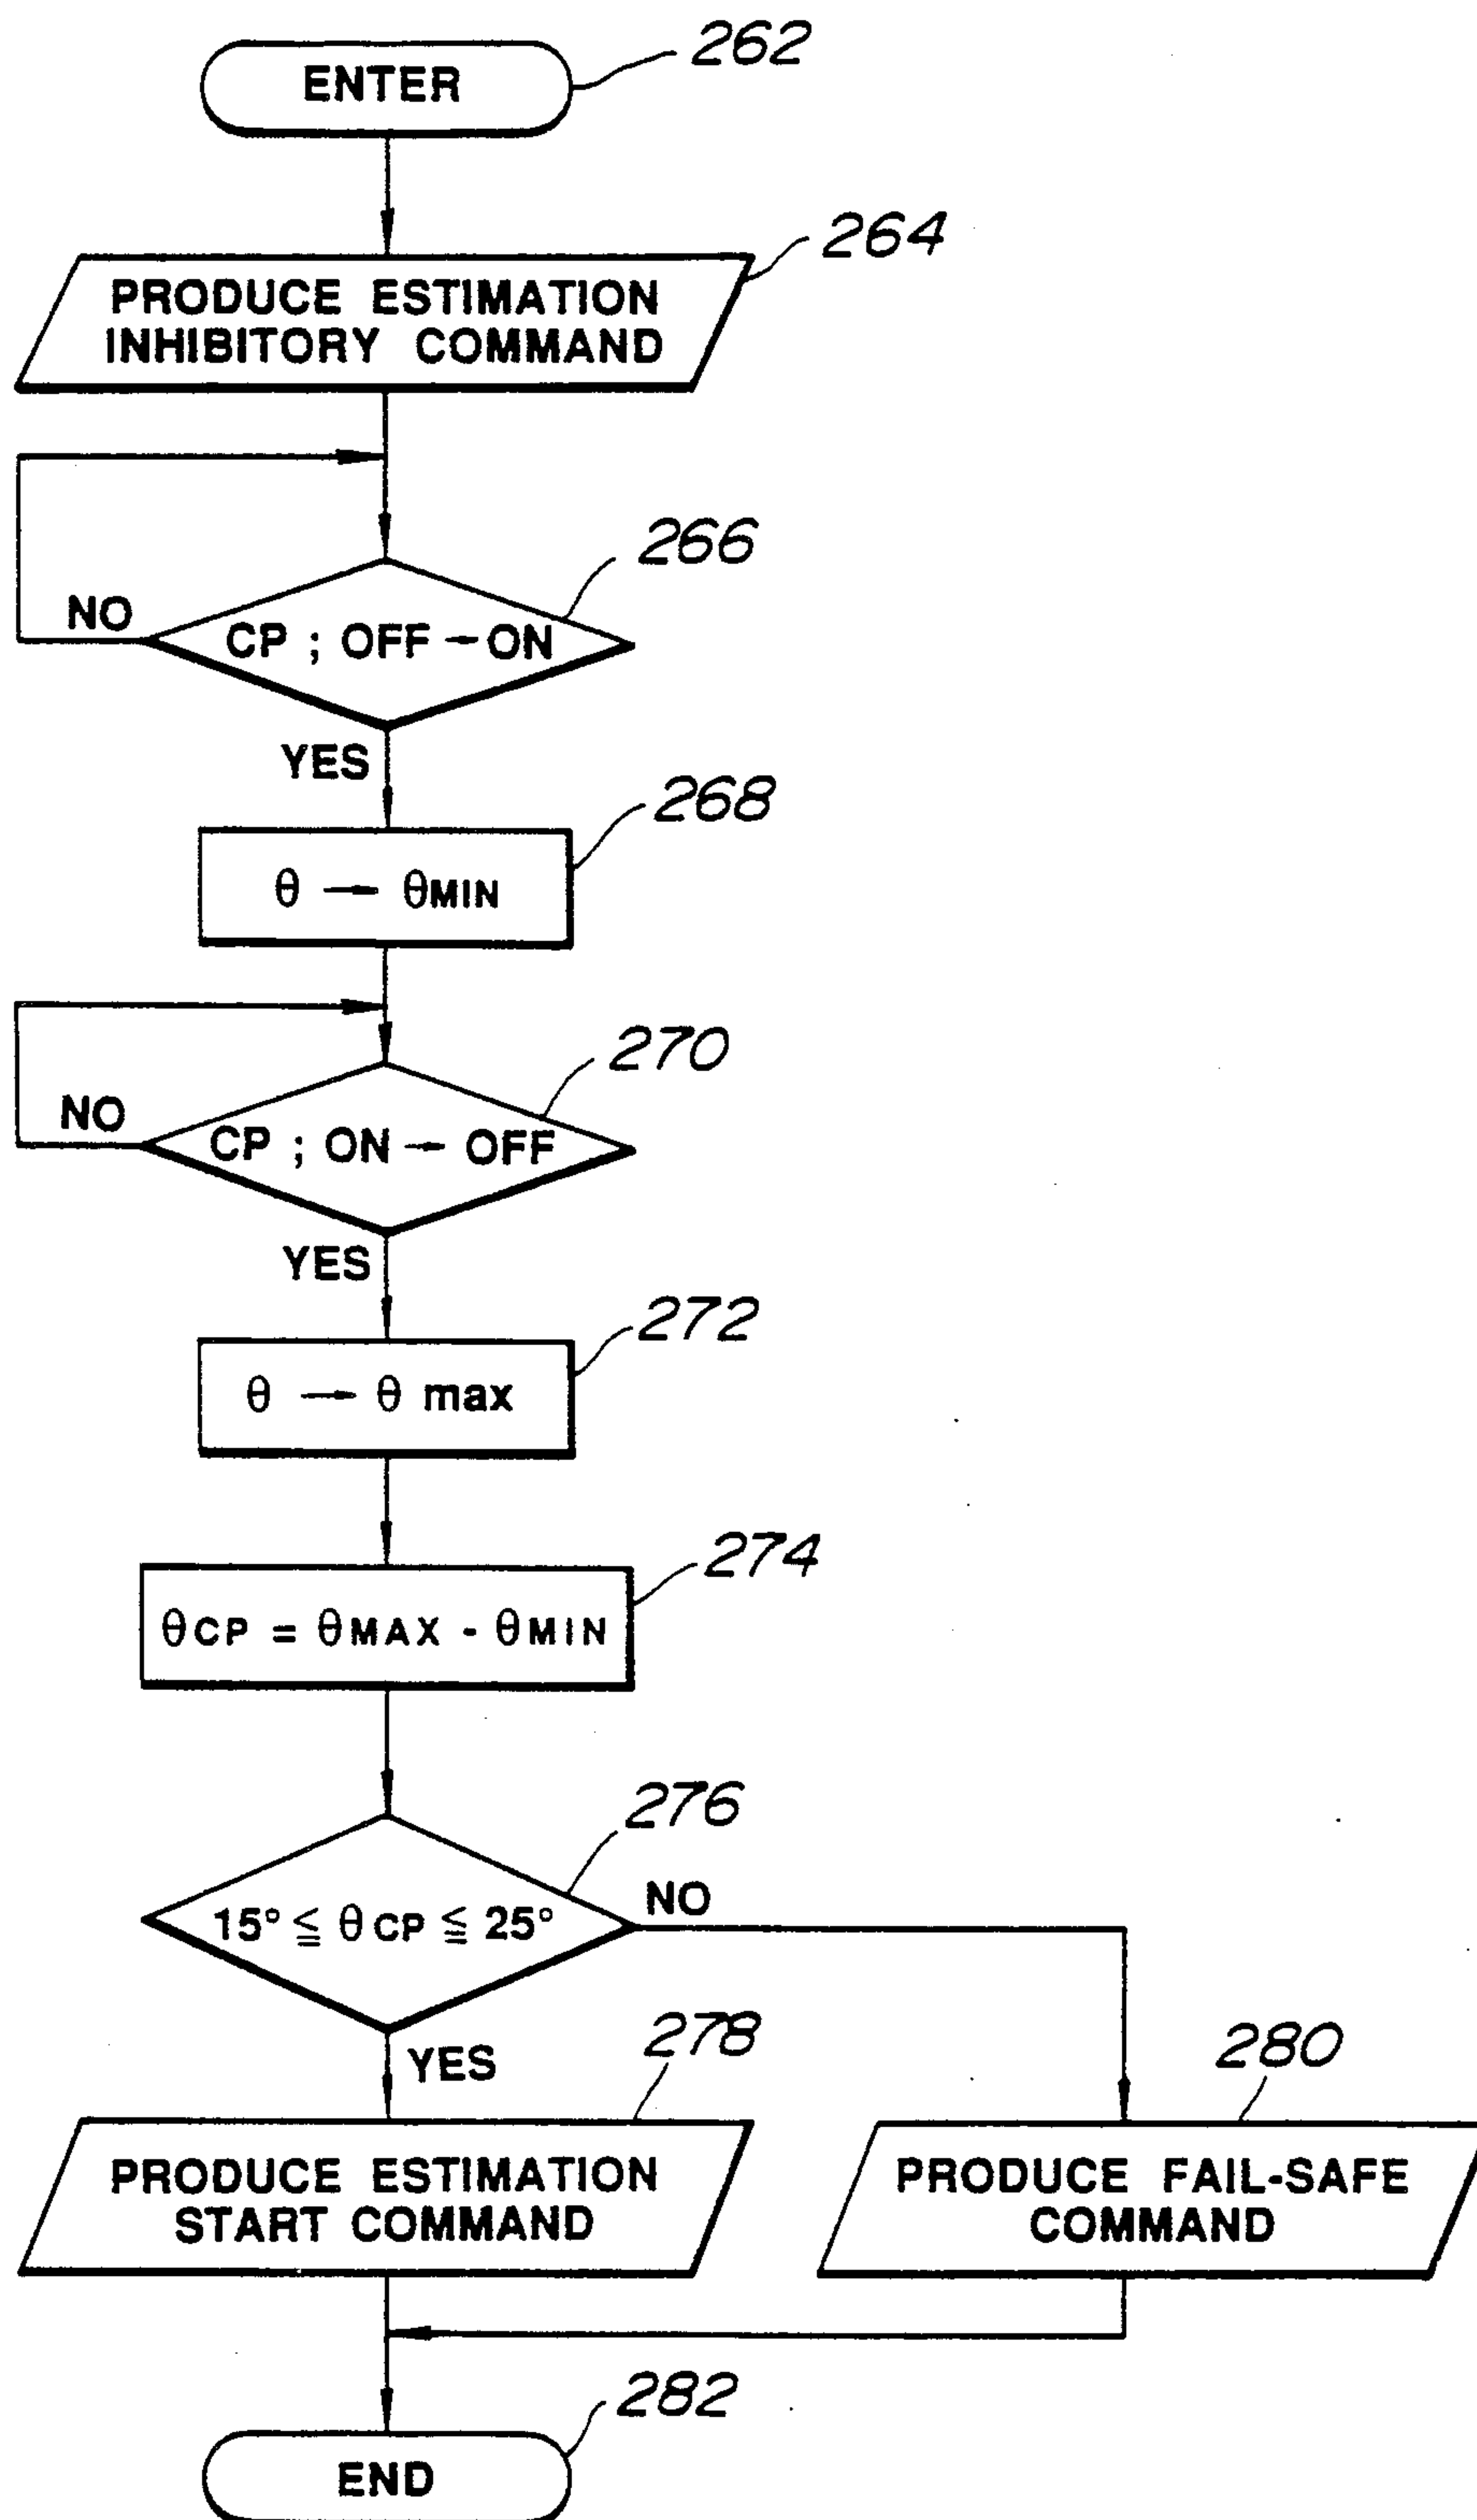 ENTER
262
PRODUCE ESTIMATION
INHIBITORY COMMAND
264
266
NO
CP ; OFF → ON
YES
268
θ → θMIN
270
NO
CP ; ON → OFF
YES
272
θ → θ max
274
θCP = θMAX - θMIN
276
15° ≦ θCP ≦ 25°
NO
YES
278
280
PRODUCE ESTIMATION
START COMMAND
PRODUCE FAIL-SAFE
COMMAND
282
END